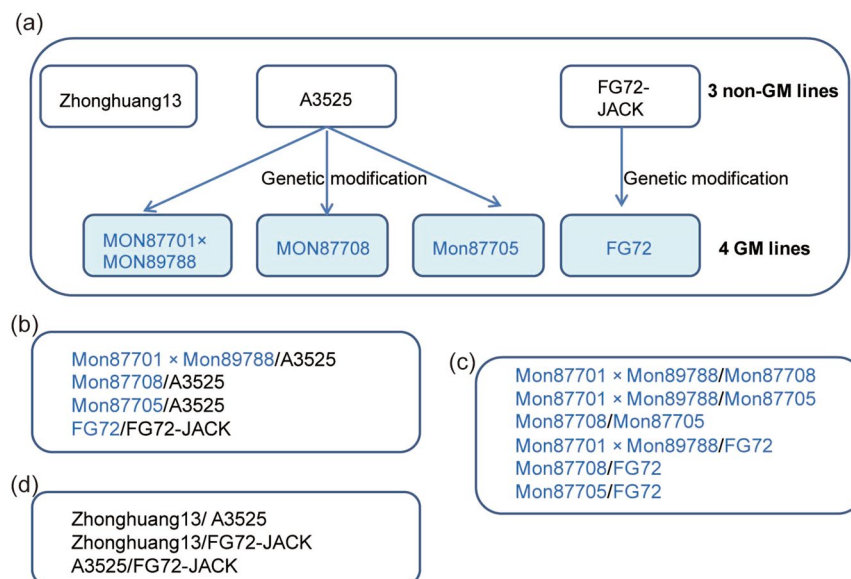 (a)
Zhonghuang13
A3525
FG72-
JACK
3 non-GM lines
Genetic modification
Genetic modification
MON87701×
MON89788
MON87708
Mon87705
FG72
4 GM lines
(b)
Mon87701 × Mon89788/A3525
Mon87708/A3525
Mon87705/A3525
FG72/FG72-JACK
(c)
Mon87701 × Mon89788/Mon87708
Mon87701 × Mon89788/Mon87705
Mon87708/Mon87705
Mon87701 × Mon89788/FG72
Mon87708/FG72
Mon87705/FG72
(d)
Zhonghuang13/ A3525
Zhonghuang13/FG72-JACK
A3525/FG72-JACK